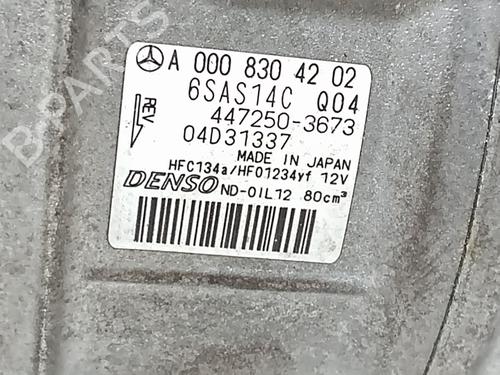 A 000 830 42 02
6SAS14C Q04
REV
447250-3673
04D31337
MADE IN JAPAN
HFC134a/HFO1234yf 12V
DENSO ND-OIL12 80cm³
B-PARTS